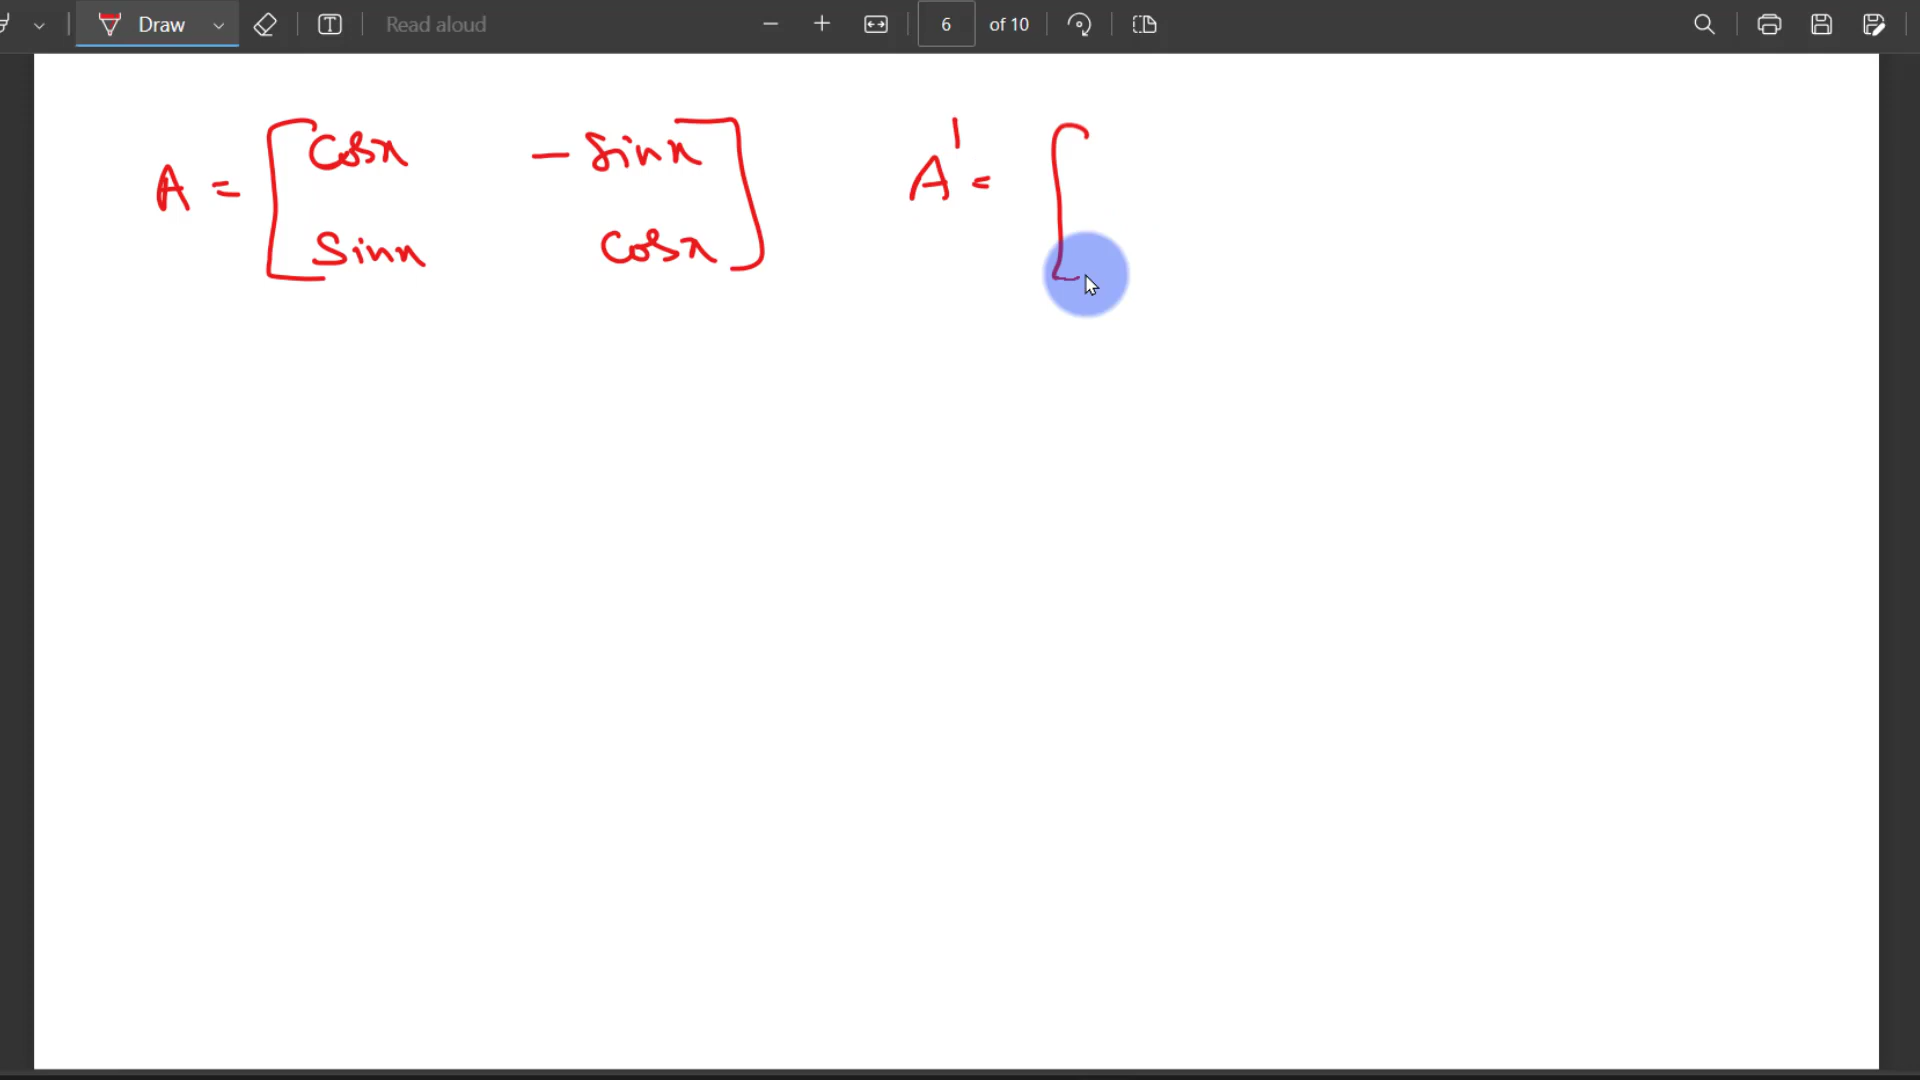 Draw Read aloud 6 of 10
A = [ cosx - sinx A' = [
sinx cosx ]